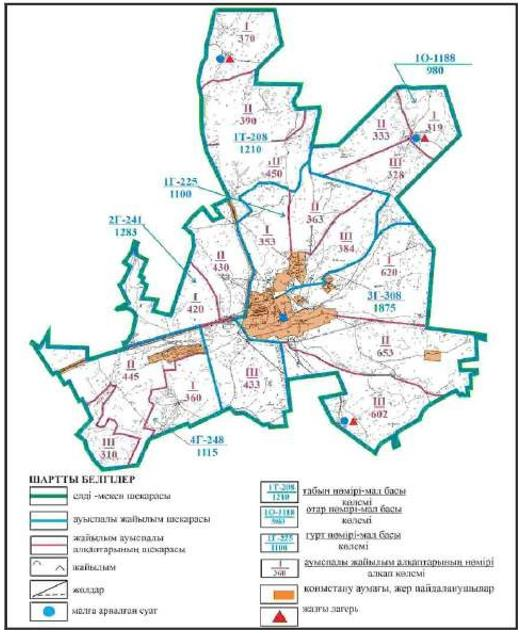 I
370
II
390
1Т-208
1210
II
450
1О-1188
980
II
333
I
319
III
328
1Г-225
1100
2Г-241
1283
II
363
I
353
III
384
II
430
I
620
3Г-308
1875
I
420
II
653
II
445
I
360
III
433
III
602
III
310
4Г-248
1115
ШАРТТЫ БЕЛГІЛЕР
елді -мекен шекарасы
ауыспалы жайылым шекарасы
жайылым ауыспалы
алқаптарының шекарасы
жайылым
жолдар
малға арналған суат
1Т-208
1210
табын нөмірі-мал басы
көлемі
1О-1188
980
отар нөмірі-мал басы
көлемі
1Г-225
1100
гурт нөмірі-мал басы
көлемі
I
260
ауыспалы жайылым алқаптарының нөмірі
алқап көлемі
қоныстану аумағы, жер пайдаланушылар
жазғы лагерь